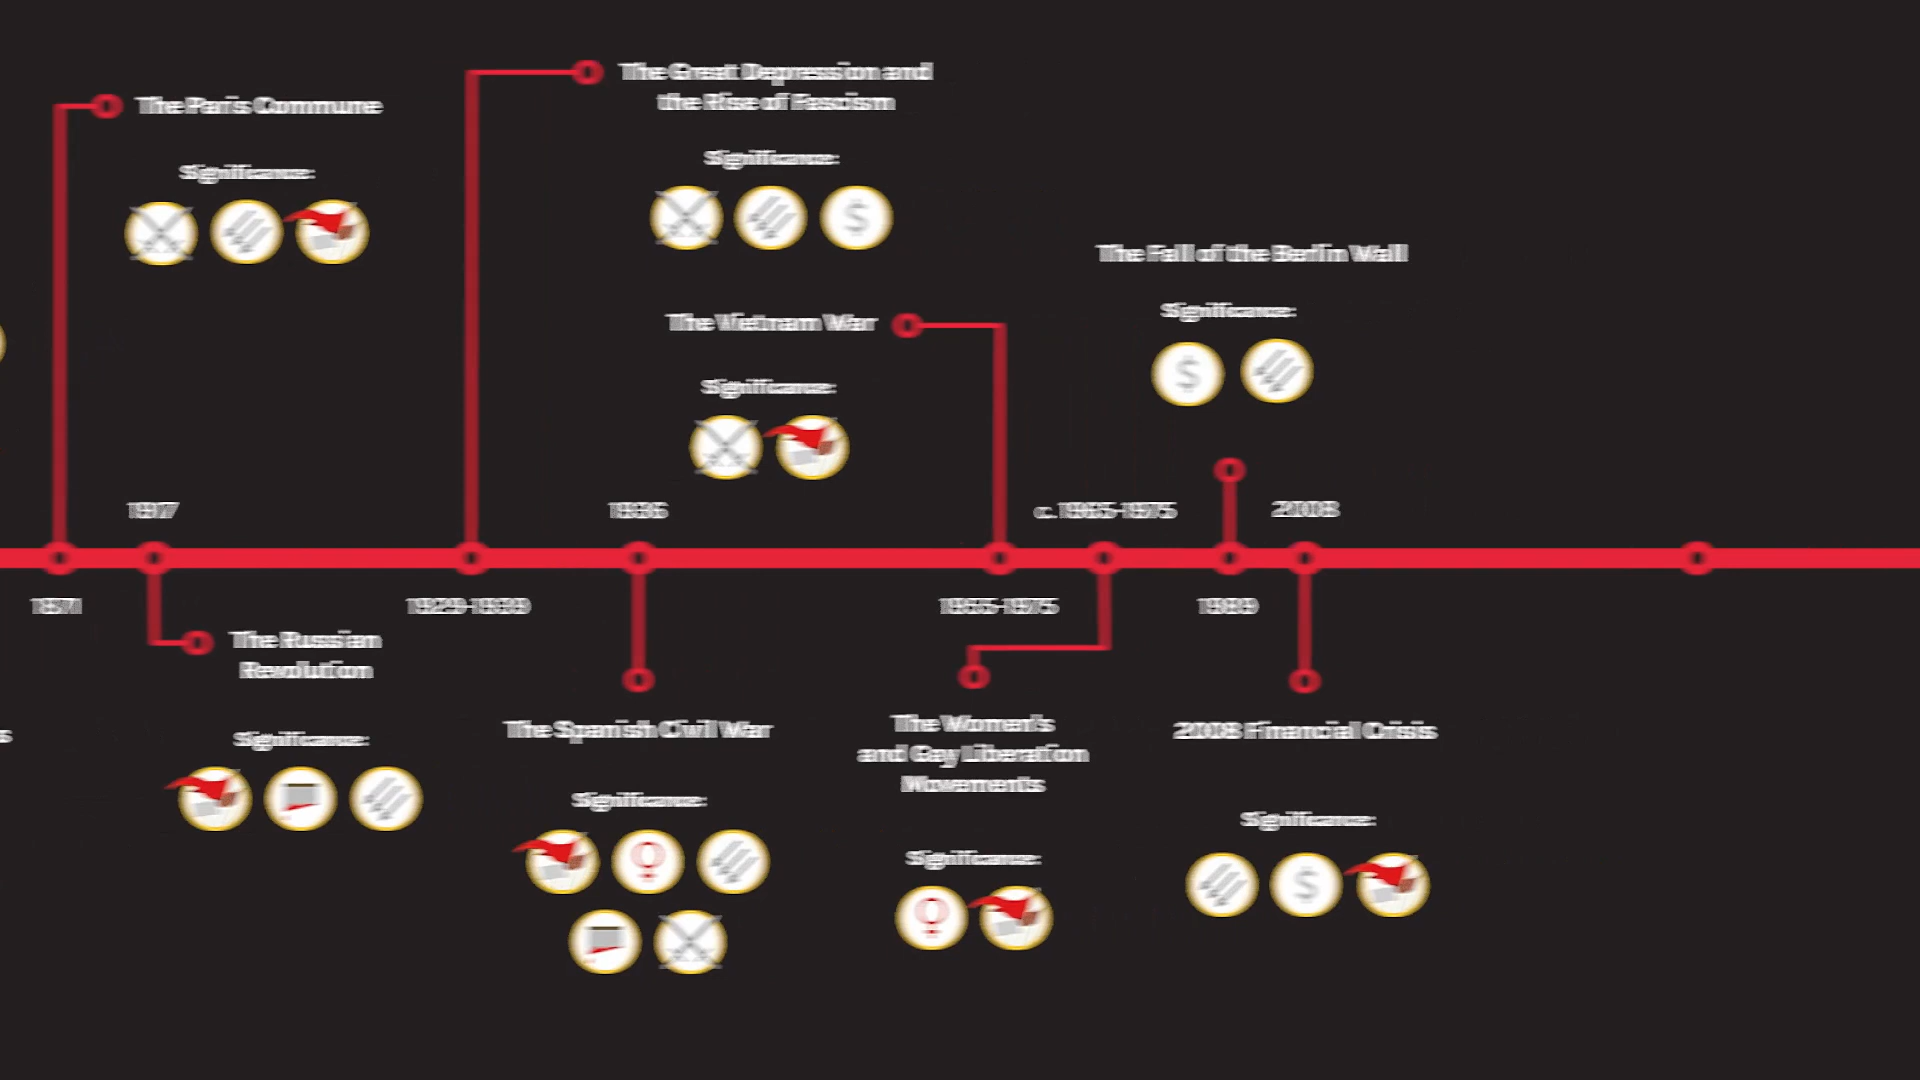 The Paris Commune
Significance:
The Great Depression and
the Rise of Fascism
Significance:
$
The Vietnam War
Significance:
The Fall of the Berlin Wall
Significance:
$
1917
1936
c. 1965-1975
2008
1871
1929-1939
1965-1975
1989
The Russian
Revolution
Significance:
The Spanish Civil War
Significance:
The Women's
and Gay Liberation
Movements
Significance:
2008 Financial Crisis
Significance:
$